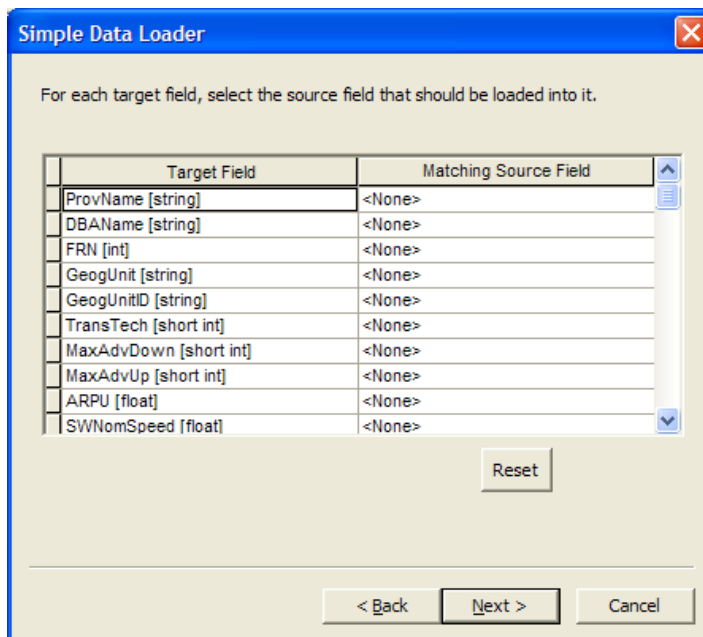 Simple Data Loader
For each target field, select the source field that should be loaded into it.
Target Field Matching Source Field
ProvName [string] <None>
DBAName [string] <None>
FRN [int] <None>
GeogUnit [string] <None>
GeogUnitID [string] <None>
TransTech [short int] <None>
MaxAdvDown [short int] <None>
MaxAdvUp [short int] <None>
ARPU [float] <None>
SWNomSpeed [float] <None>
Reset
< Back Next > Cancel